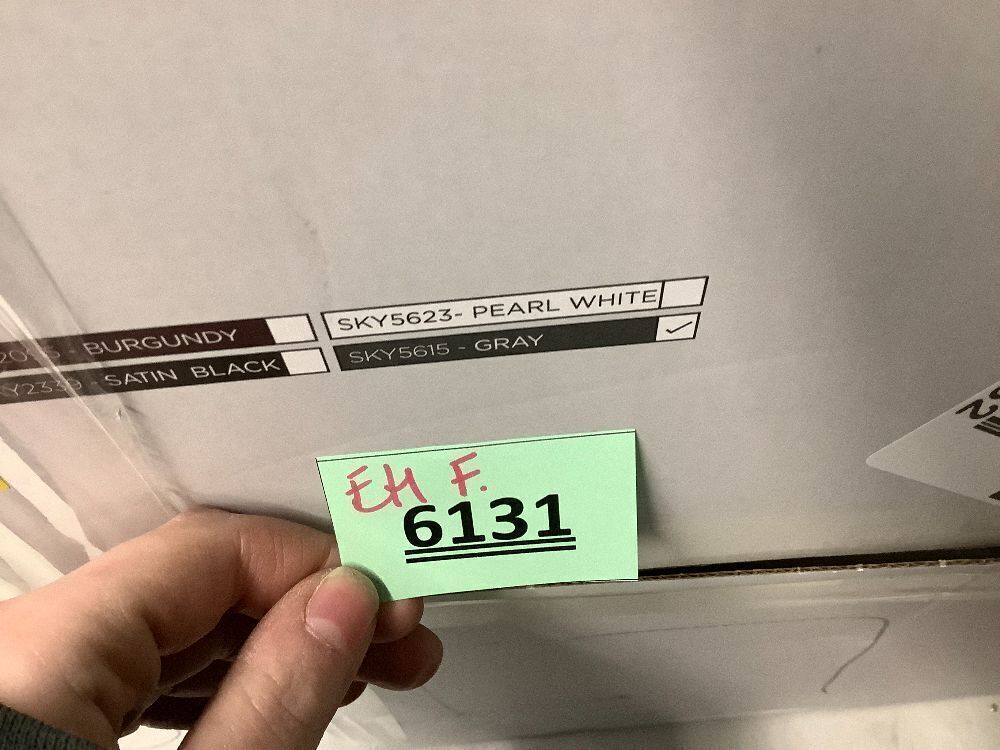 BURGUNDY
SKY5623- PEARL WHITE
SATIN BLACK
SKY5615 - GRAY
EH F.
6131